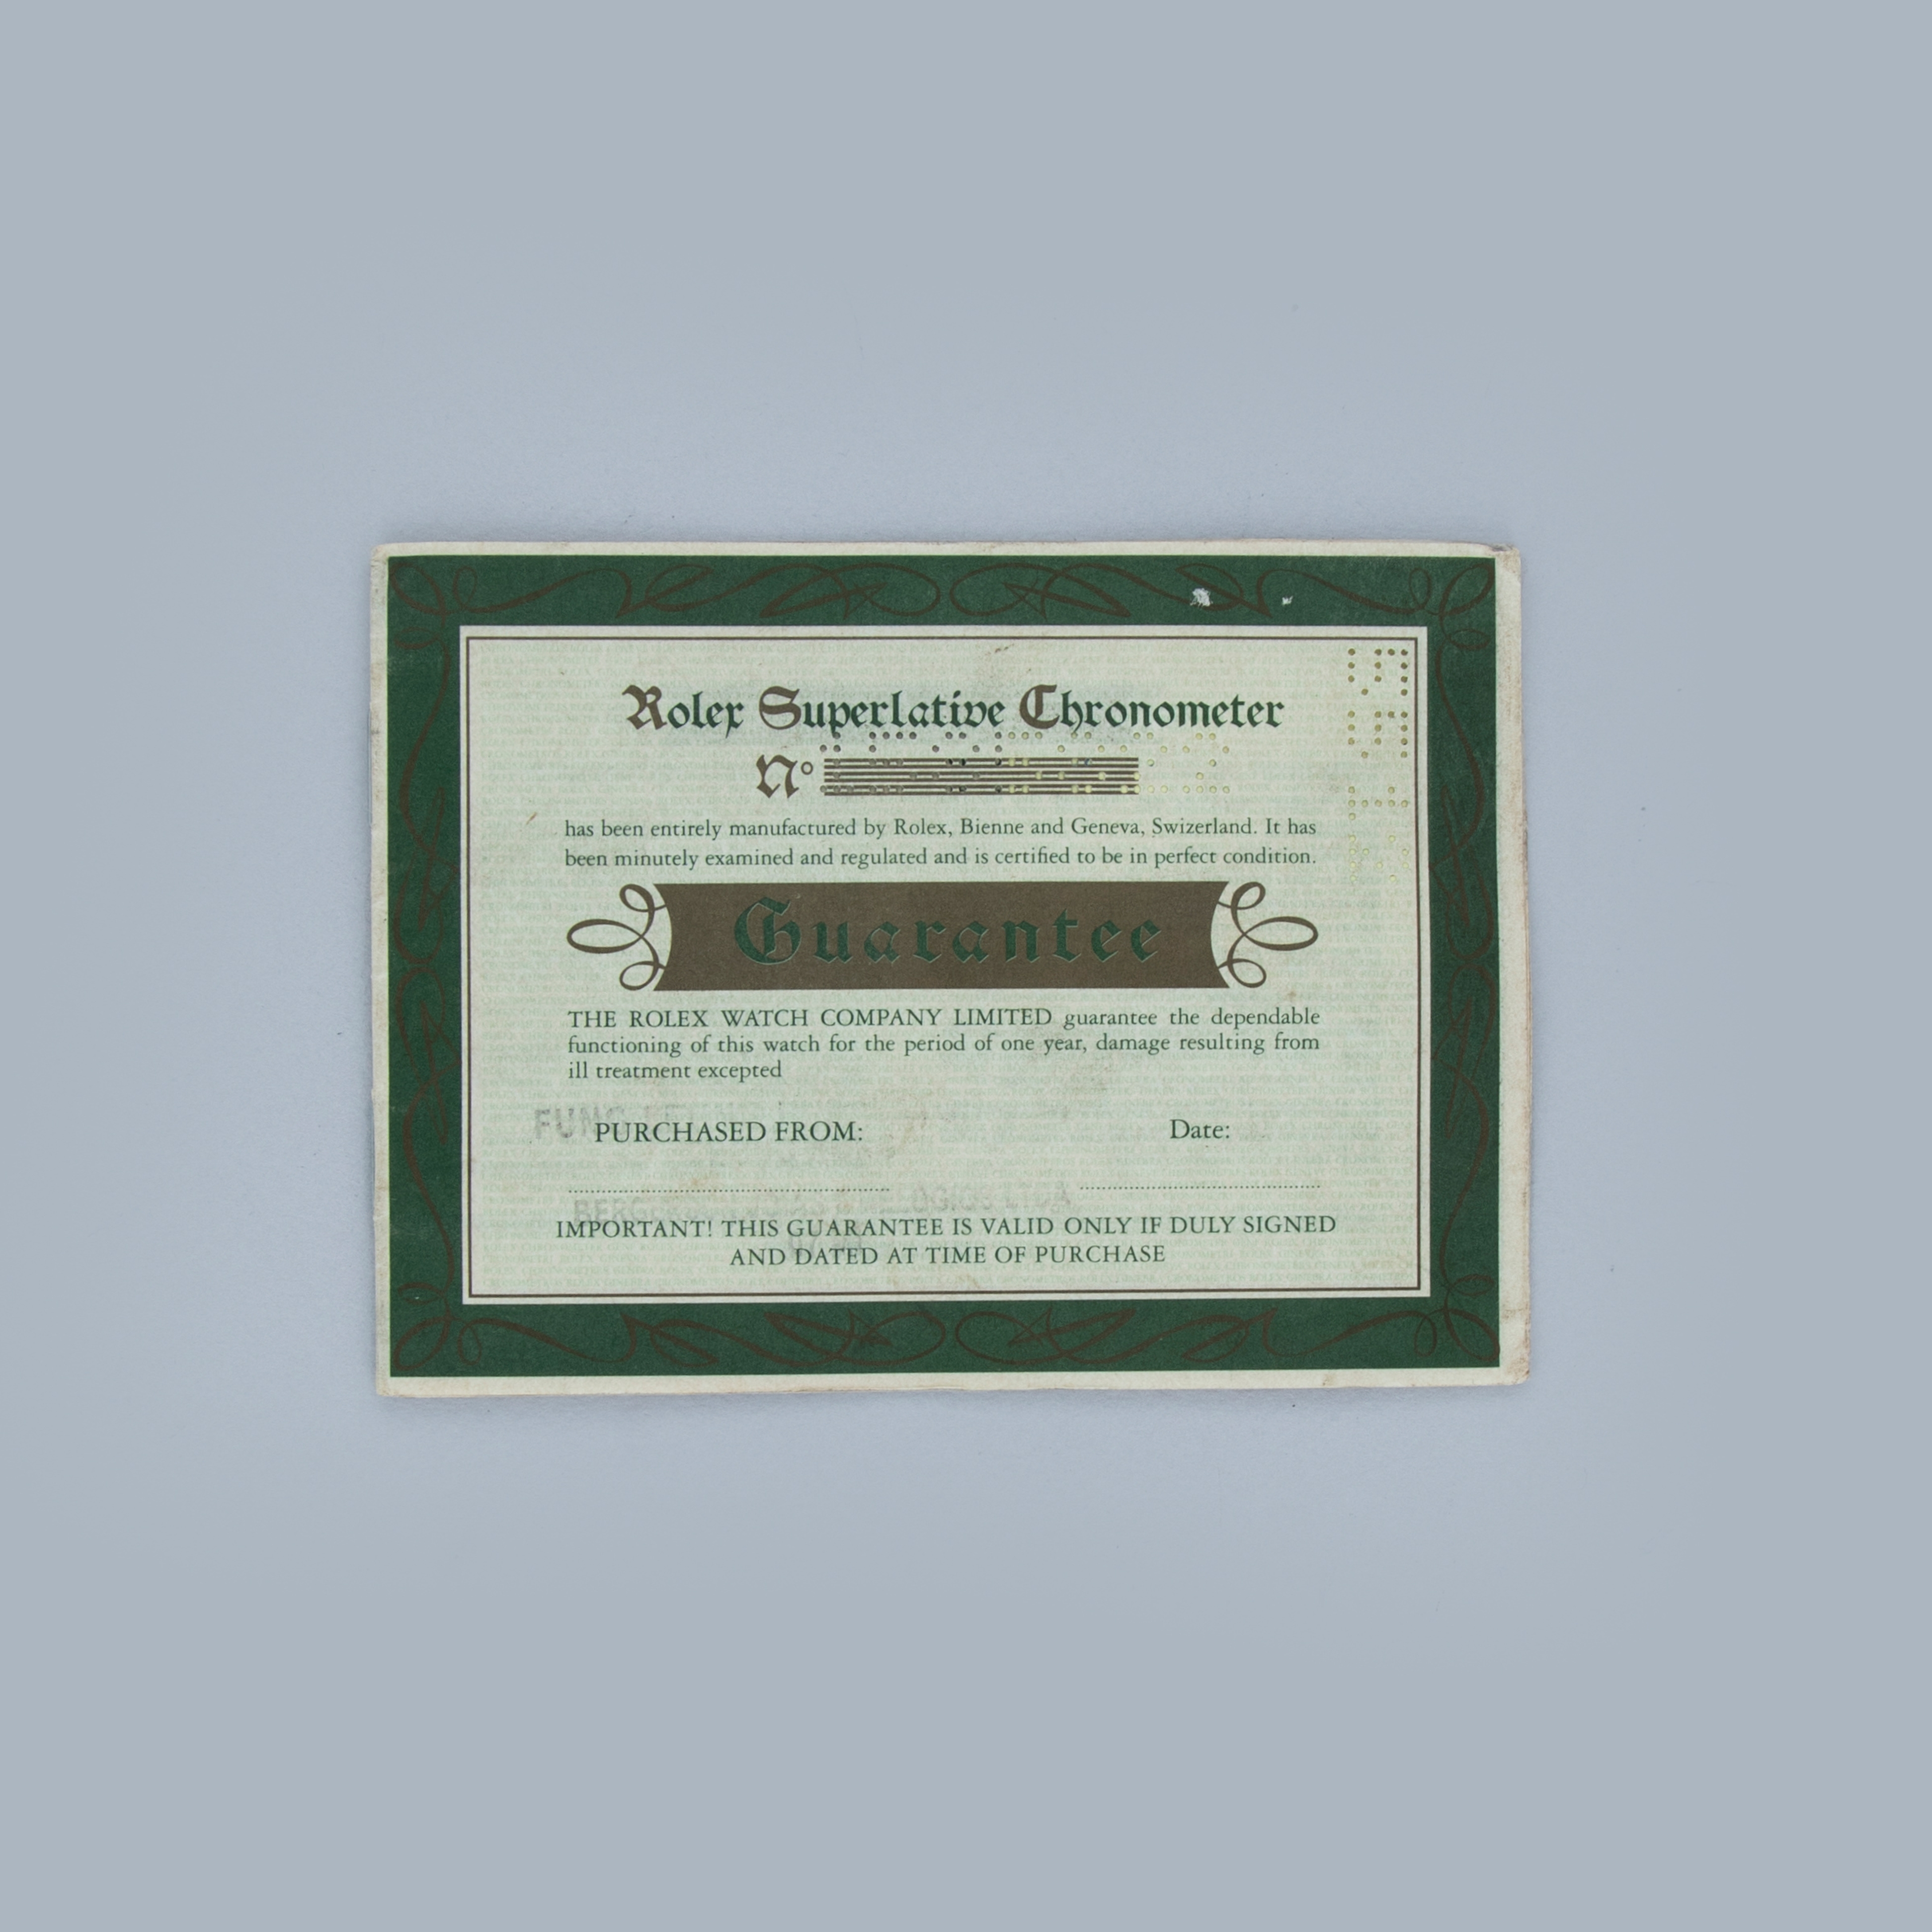 Rolex Superlative Chronometer
Nº
has been entirely manufactured by Rolex, Bienne and Geneva, Swizerland. It has
been minutely examined and regulated and is certified to be in perfect condition.
Guarantee
THE ROLEX WATCH COMPANY LIMITED guarantee the dependable
functioning of this watch for the period of one year, damage resulting from
ill treatment excepted
PURCHASED FROM: Date:
IMPORTANT! THIS GUARANTEE IS VALID ONLY IF DULY SIGNED
AND DATED AT TIME OF PURCHASE